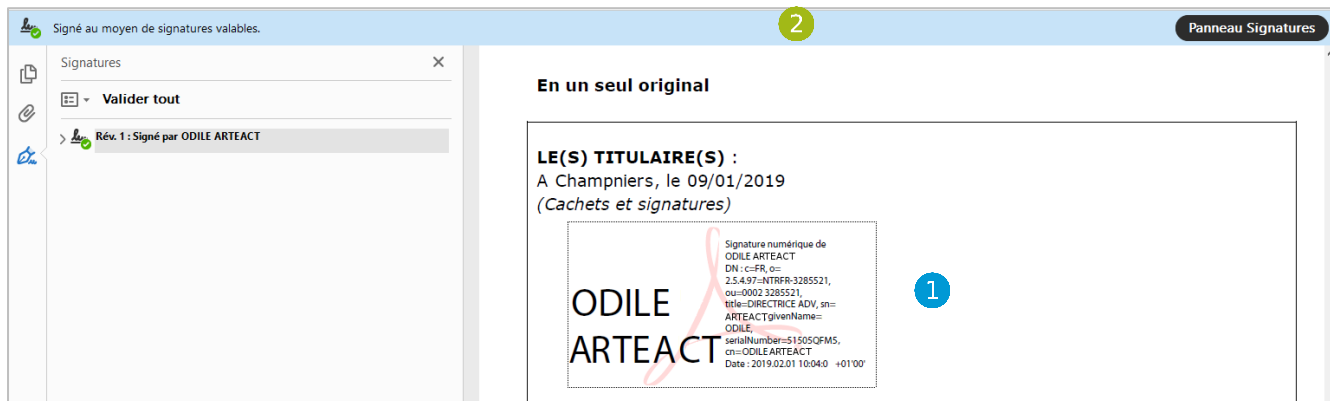 Signé au moyen de signatures valables.
2
Panneau Signatures
Signatures
Valider tout
Rév. 1 : Signé par ODILE ARTEACT
En un seul original
LE(S) TITULAIRE(S) :
A Champniers, le 09/01/2019
(Cachets et signatures)
ODILE
ARTEACT
Signature numérique de
ODILE ARTEACT
DN : c=FR, o=
2.5.4.97=NTRFR-3285521,
ou=0002 3285521,
title=DIRECTRICE ADV, sn=
ARTEACTgivenName=
ODILE,
serialNumber=51505QFM5,
cn=ODILE ARTEACT
Date : 2019.02.01 10:04:0 +01'00'
1